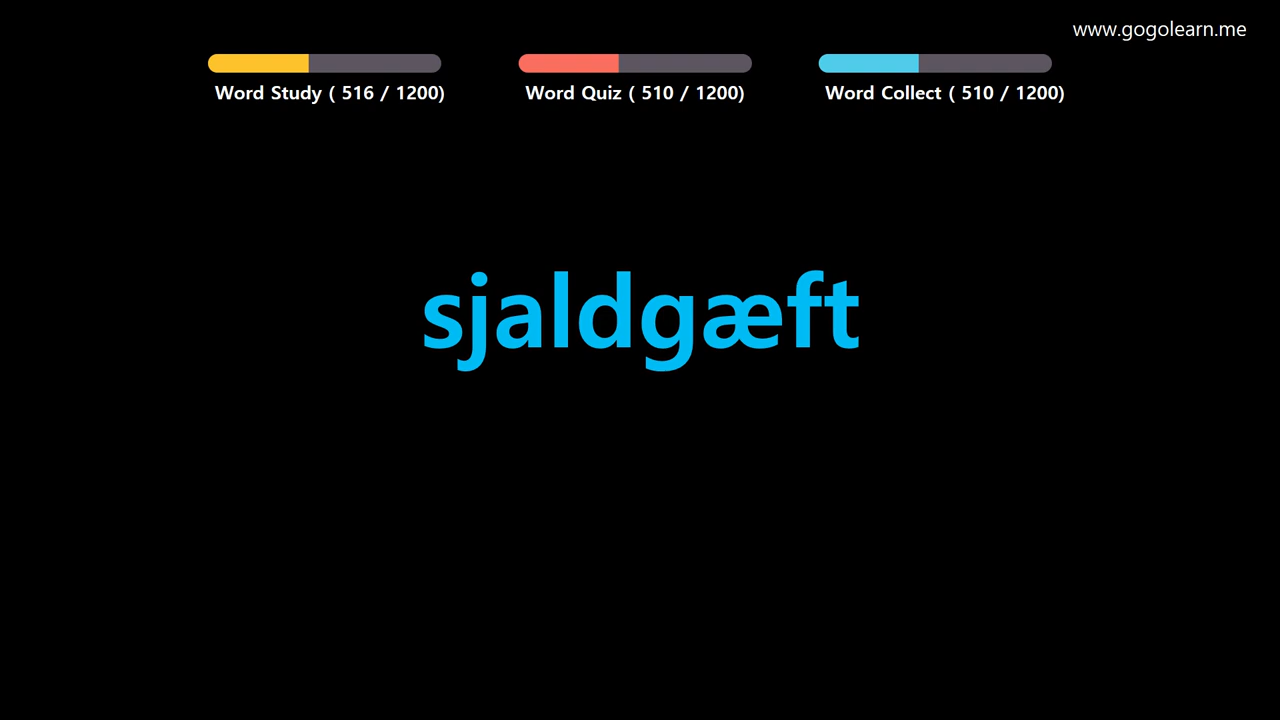 www.gogolearn.me
Word Study ( 516 / 1200)
Word Quiz ( 510 / 1200)
Word Collect ( 510 / 1200)
sjaldgæft